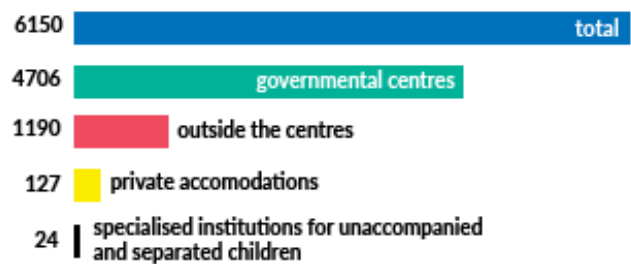 6150 total
4706 governmental centres
1190 outside the centres
127 private accomodations
24 specialised institutions for unaccompanied
and separated children